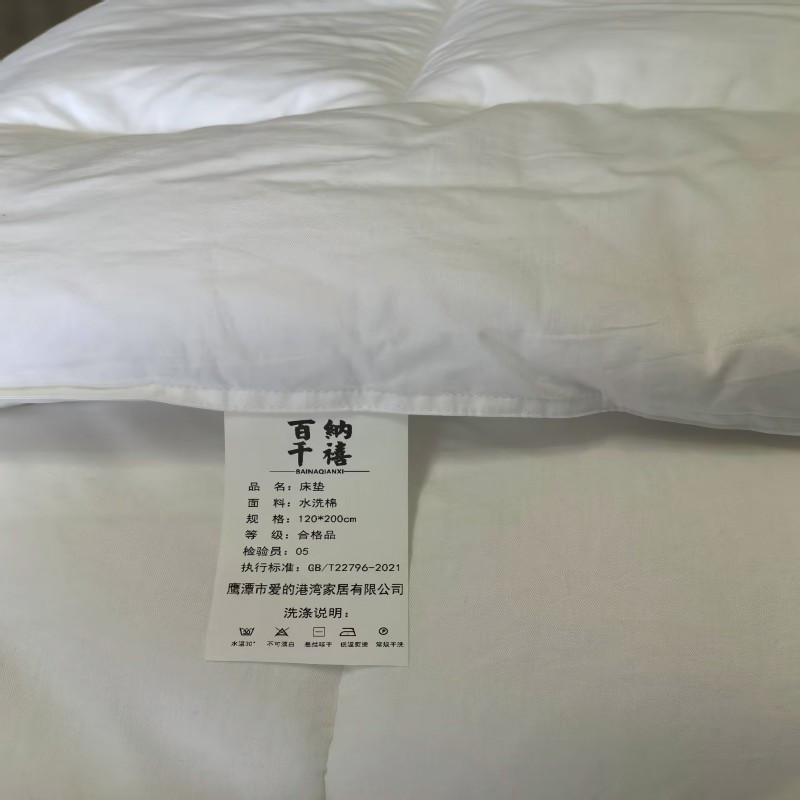 百納
千禧
BAINAQIANXI
品 名：床垫
面 料：水洗棉
规 格：120*200cm
等 级：合格品
检验员：05
执行标准：GB/T22796-2021
鹰潭市爱的港湾家居有限公司
洗涤说明：
水温30° 不可漂白 悬挂晾干 低温熨烫 常规干洗